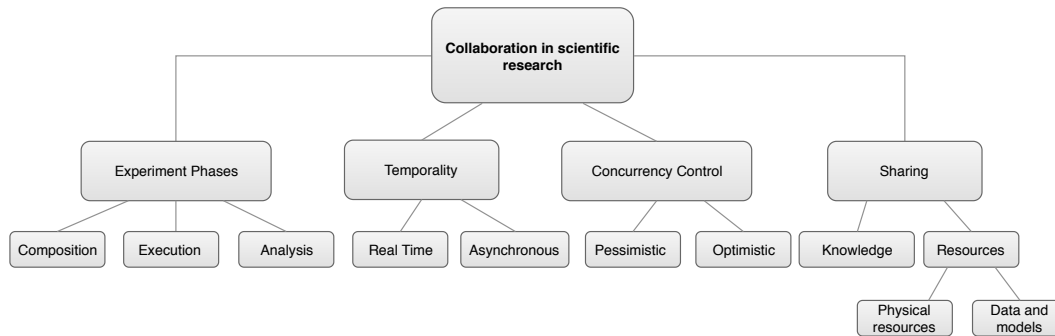 Collaboration in scientific
research
Experiment Phases
Temporality
Concurrency Control
Sharing
Composition
Execution
Analysis
Real Time
Asynchronous
Pessimistic
Optimistic
Knowledge
Resources
Physical
resources
Data and
models